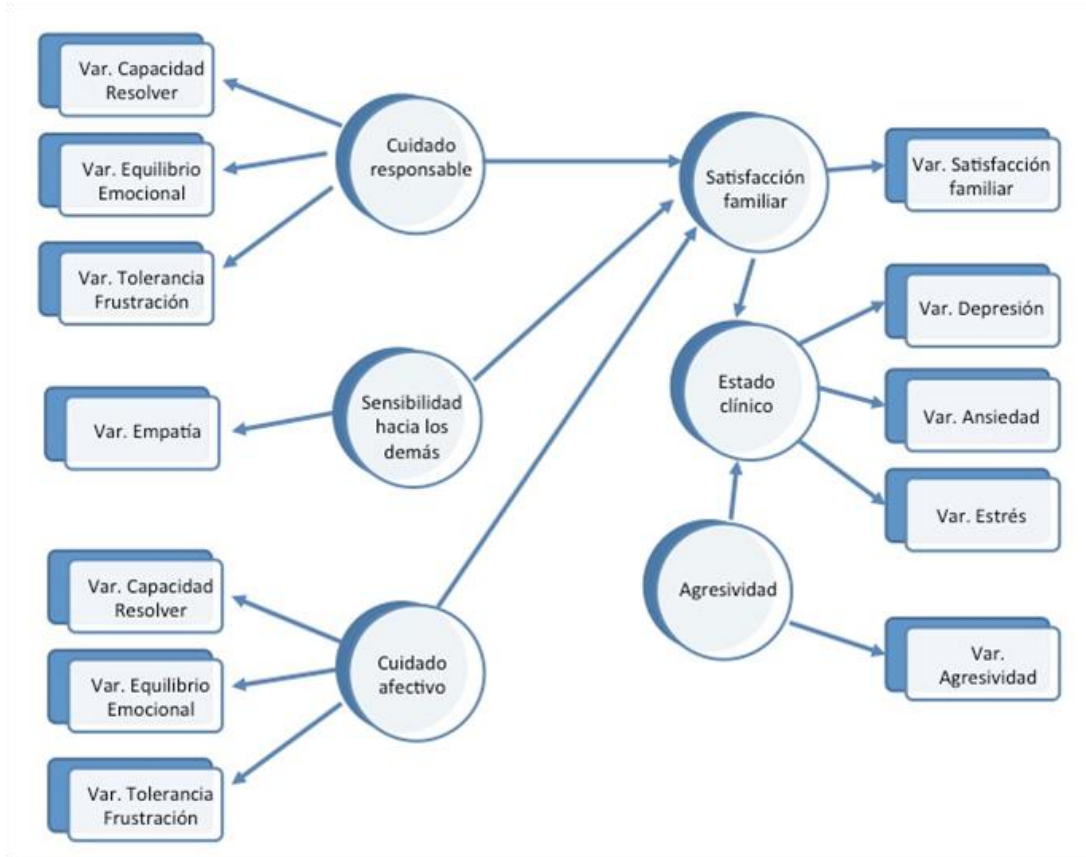 Var. Capacidad
Resolver
Var. Equilibrio
Emocional
Var. Tolerancia
Frustración
Cuidado
responsable
Satisfacción
familiar
Var. Satisfacción
familiar
Var. Depresión
Var. Empatía
Sensibilidad
hacia los
demás
Estado
clínico
Var. Ansiedad
Var. Estrés
Var. Capacidad
Resolver
Var. Equilibrio
Emocional
Var. Tolerancia
Frustración
Cuidado
afectivo
Agresividad
Var.
Agresividad